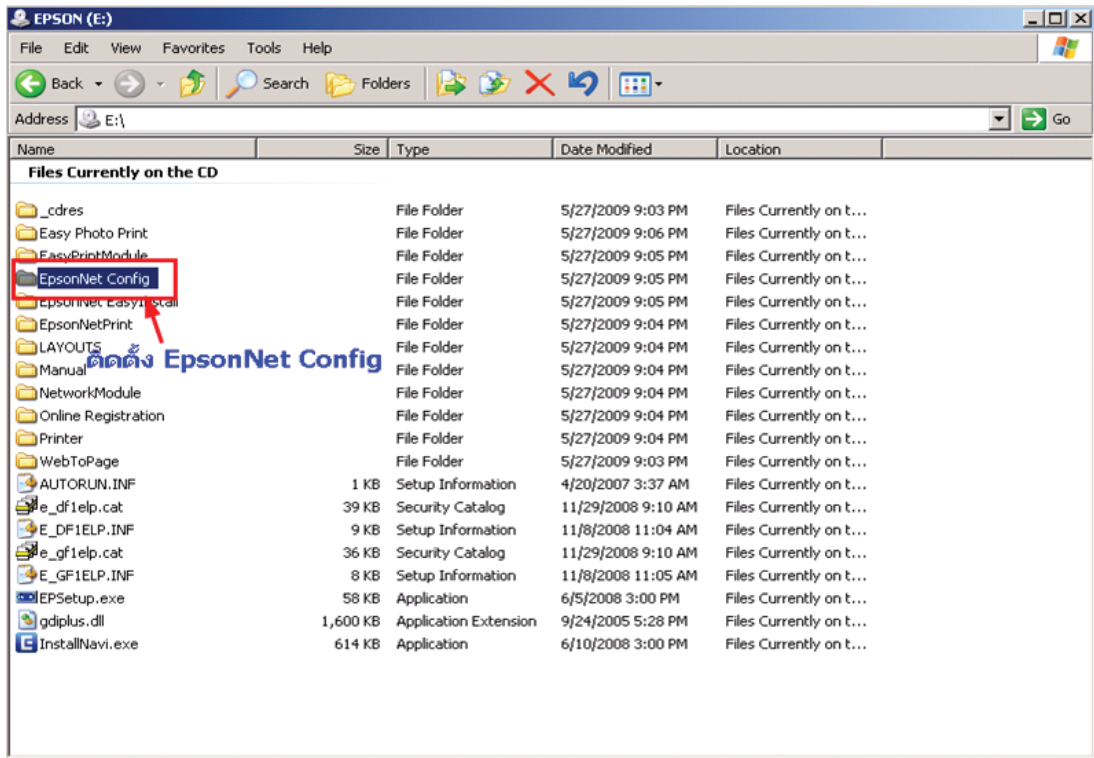 EPSON (E:)
File Edit View Favorites Tools Help
Back Search Folders
Address E:\ Go
Name Size Type Date Modified Location
Files Currently on the CD
_cdres File Folder 5/27/2009 9:03 PM Files Currently on t...
Easy Photo Print File Folder 5/27/2009 9:06 PM Files Currently on t...
EasyPrintModule File Folder 5/27/2009 9:05 PM Files Currently on t...
EpsonNet Config File Folder 5/27/2009 9:05 PM Files Currently on t...
EpsonNet EasyInstall File Folder 5/27/2009 9:05 PM Files Currently on t...
EpsonNetPrint File Folder 5/27/2009 9:04 PM Files Currently on t...
LAYOUTS File Folder 5/27/2009 9:04 PM Files Currently on t...
ติดตั้ง EpsonNet Config
Manual File Folder 5/27/2009 9:04 PM Files Currently on t...
NetworkModule File Folder 5/27/2009 9:04 PM Files Currently on t...
Online Registration File Folder 5/27/2009 9:04 PM Files Currently on t...
Printer File Folder 5/27/2009 9:04 PM Files Currently on t...
WebToPage File Folder 5/27/2009 9:03 PM Files Currently on t...
AUTORUN.INF 1 KB Setup Information 4/20/2007 3:37 AM Files Currently on t...
e_df1elp.cat 39 KB Security Catalog 11/29/2008 9:10 AM Files Currently on t...
E_DF1ELP.INF 9 KB Setup Information 11/8/2008 11:04 AM Files Currently on t...
e_gf1elp.cat 36 KB Security Catalog 11/29/2008 9:10 AM Files Currently on t...
E_GF1ELP.INF 8 KB Setup Information 11/8/2008 11:05 AM Files Currently on t...
EPSetup.exe 58 KB Application 6/5/2008 3:00 PM Files Currently on t...
gdiplus.dll 1,600 KB Application Extension 9/24/2005 5:28 PM Files Currently on t...
InstallNavi.exe 614 KB Application 6/10/2008 3:00 PM Files Currently on t...